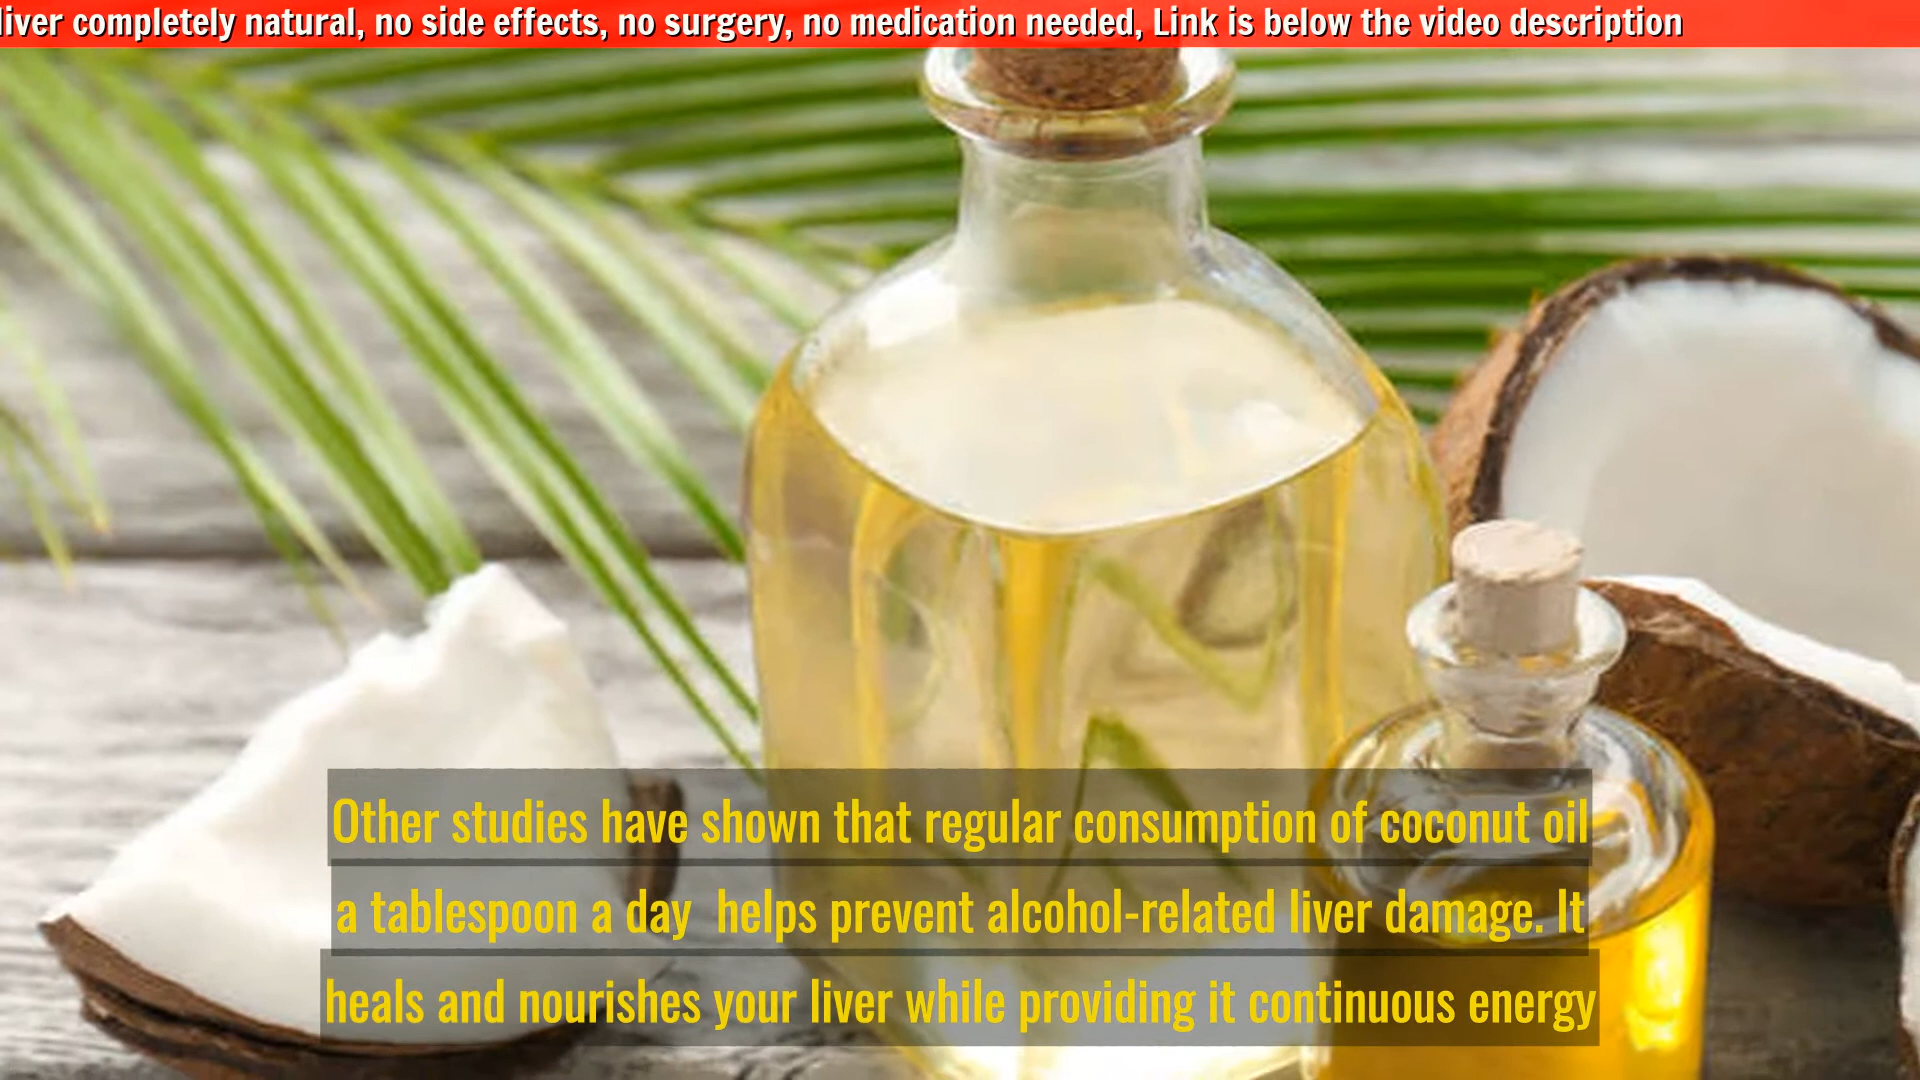 liver completely natural, no side effects, no surgery, no medication needed, Link is below the video description
Other studies have shown that regular consumption of coconut oil
a tablespoon a day  helps prevent alcohol-related liver damage. It
heals and nourishes your liver while providing it continuous energy